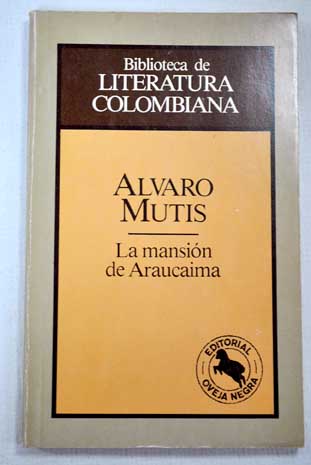 Biblioteca de
LITERATURA
COLOMBIANA
ALVARO
MUTIS
La mansión
de Araucaima
EDITORIAL
OVEJA NEGRA